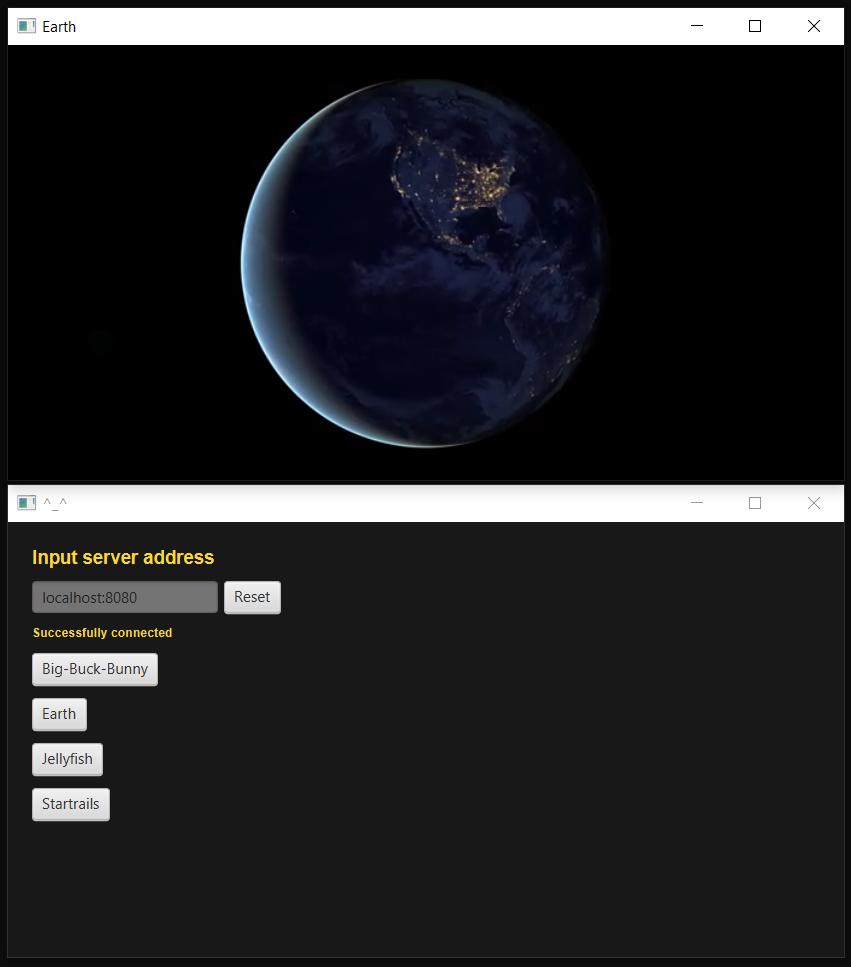 Earth
^_^
Input server address
localhost:8080 Reset
Successfully connected
Big-Buck-Bunny
Earth
Jellyfish
Startrails